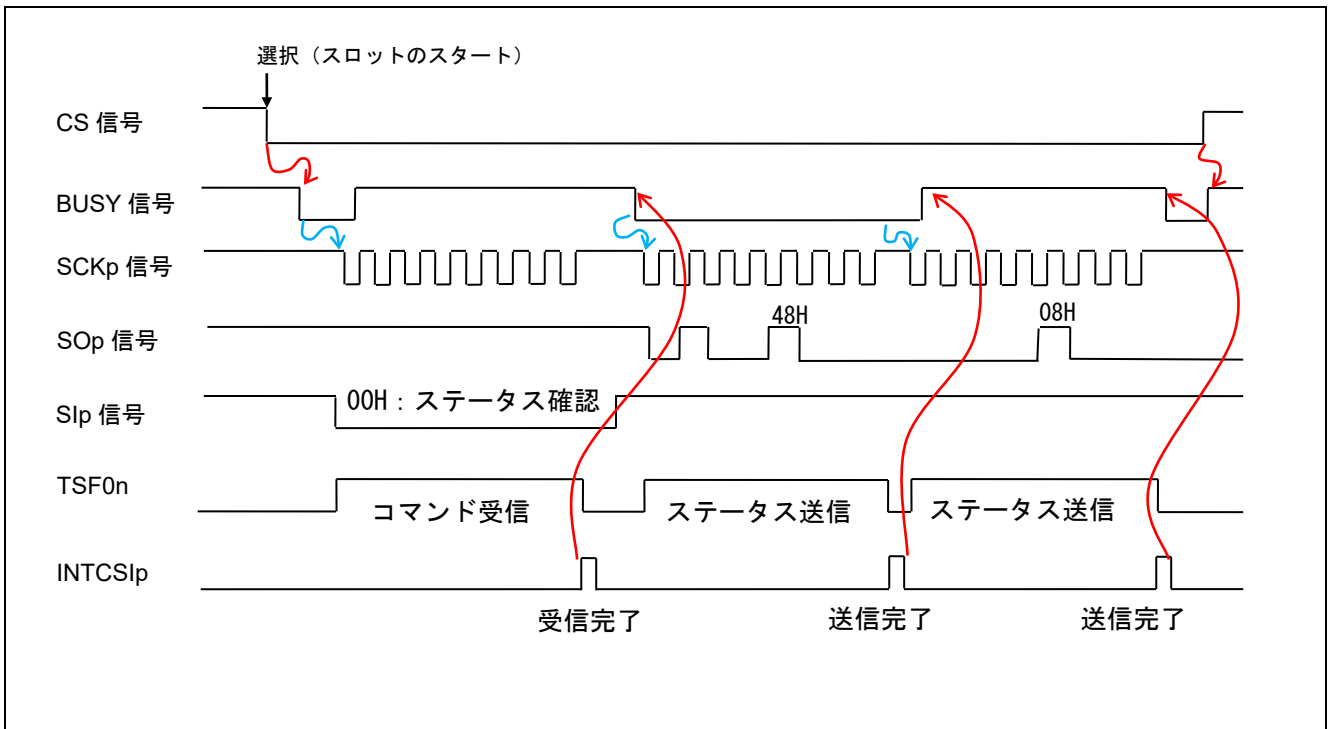 選択（スロットのスタート）
CS 信号
BUSY 信号
SCKp 信号
48H
08H
SOp 信号
00H：ステータス確認
SIp 信号
TSF0n
コマンド受信
ステータス送信
ステータス送信
INTCSIp
受信完了
送信完了
送信完了